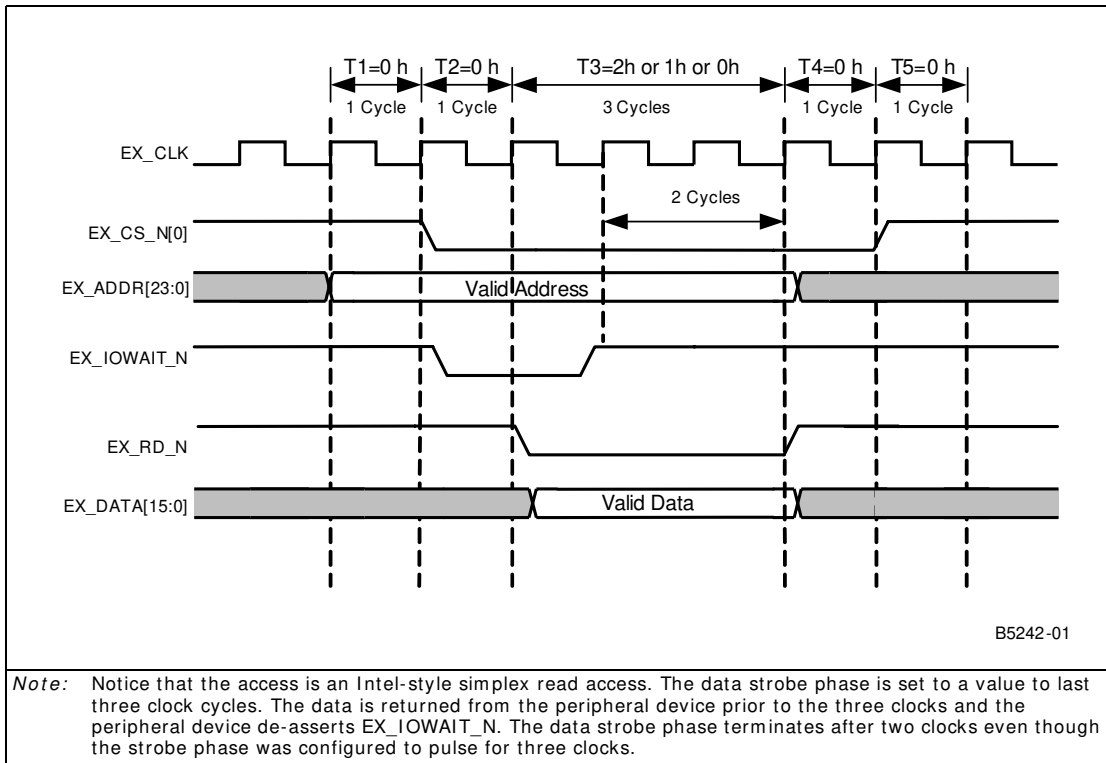 T1=0 h T2=0 h T3=2h or 1h or 0h T4=0 h T5=0 h
1 Cycle 1 Cycle 3 Cycles 1 Cycle 1 Cycle
EX_CLK
2 Cycles
EX_CS_N[0]
EX_ADDR[23:0] Valid Address
EX_IOWAIT_N
EX_RD_N
EX_DATA[15:0] Valid Data
B5242-01
Note: Notice that the access is an Intel-style simplex read access. The data strobe phase is set to a value to last
three clock cycles. The data is returned from the peripheral device prior to the three clocks and the
peripheral device de-asserts EX_IOWAIT_N. The data strobe phase terminates after two clocks even though
the strobe phase was configured to pulse for three clocks.